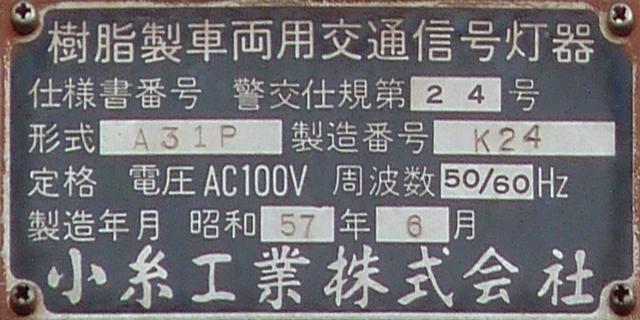 樹脂製車両用交通信号灯器
仕様書番号 警交仕規第 24 号
形式 A31P 製造番号 K24
定格 電圧 AC100V 周波数 50/60 Hz
製造年月 昭和 57 年 6 月
小糸工業株式会社